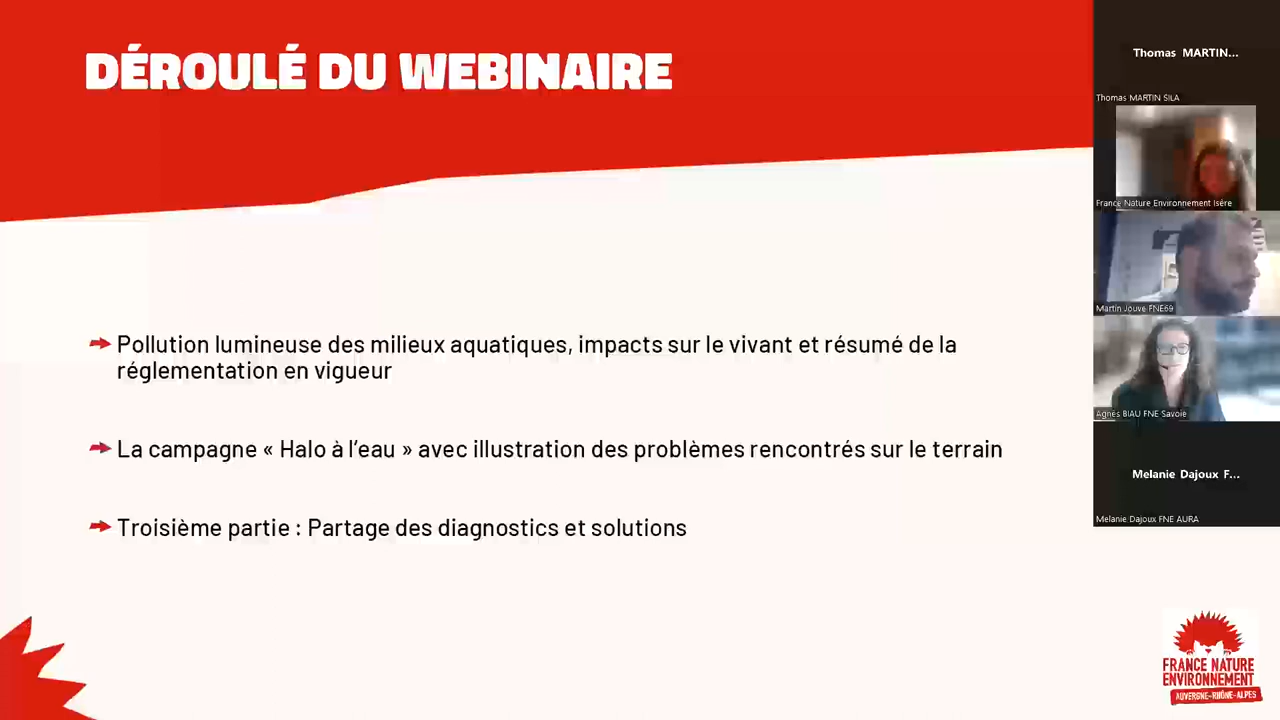 DÉROULÉ DU WEBINAIRE
Pollution lumineuse des milieux aquatiques, impacts sur le vivant et résumé de la
réglementation en vigueur
La campagne « Halo à l'eau » avec illustration des problèmes rencontrés sur le terrain
Troisième partie : Partage des diagnostics et solutions
Thomas MARTIN...
Thomas MARTIN SILA
France Nature Environnement Isére
Martin Jouve FNE69
Agnès BIAU FNE Savoie
Melanie Dajoux F...
Melanie Dajoux FNE AURA
FRANCE NATURE
ENVIRONNEMENT
AUVERGNE-RHÔNE-ALPES